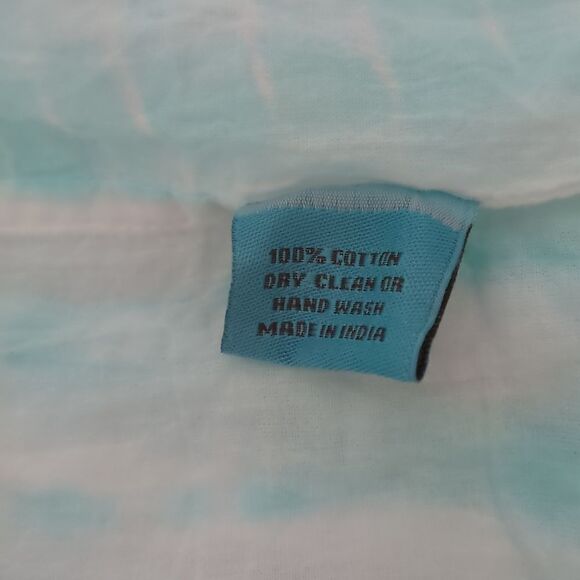 100% COTTON
DRY CLEAN OR
HAND WASH
MADE IN INDIA